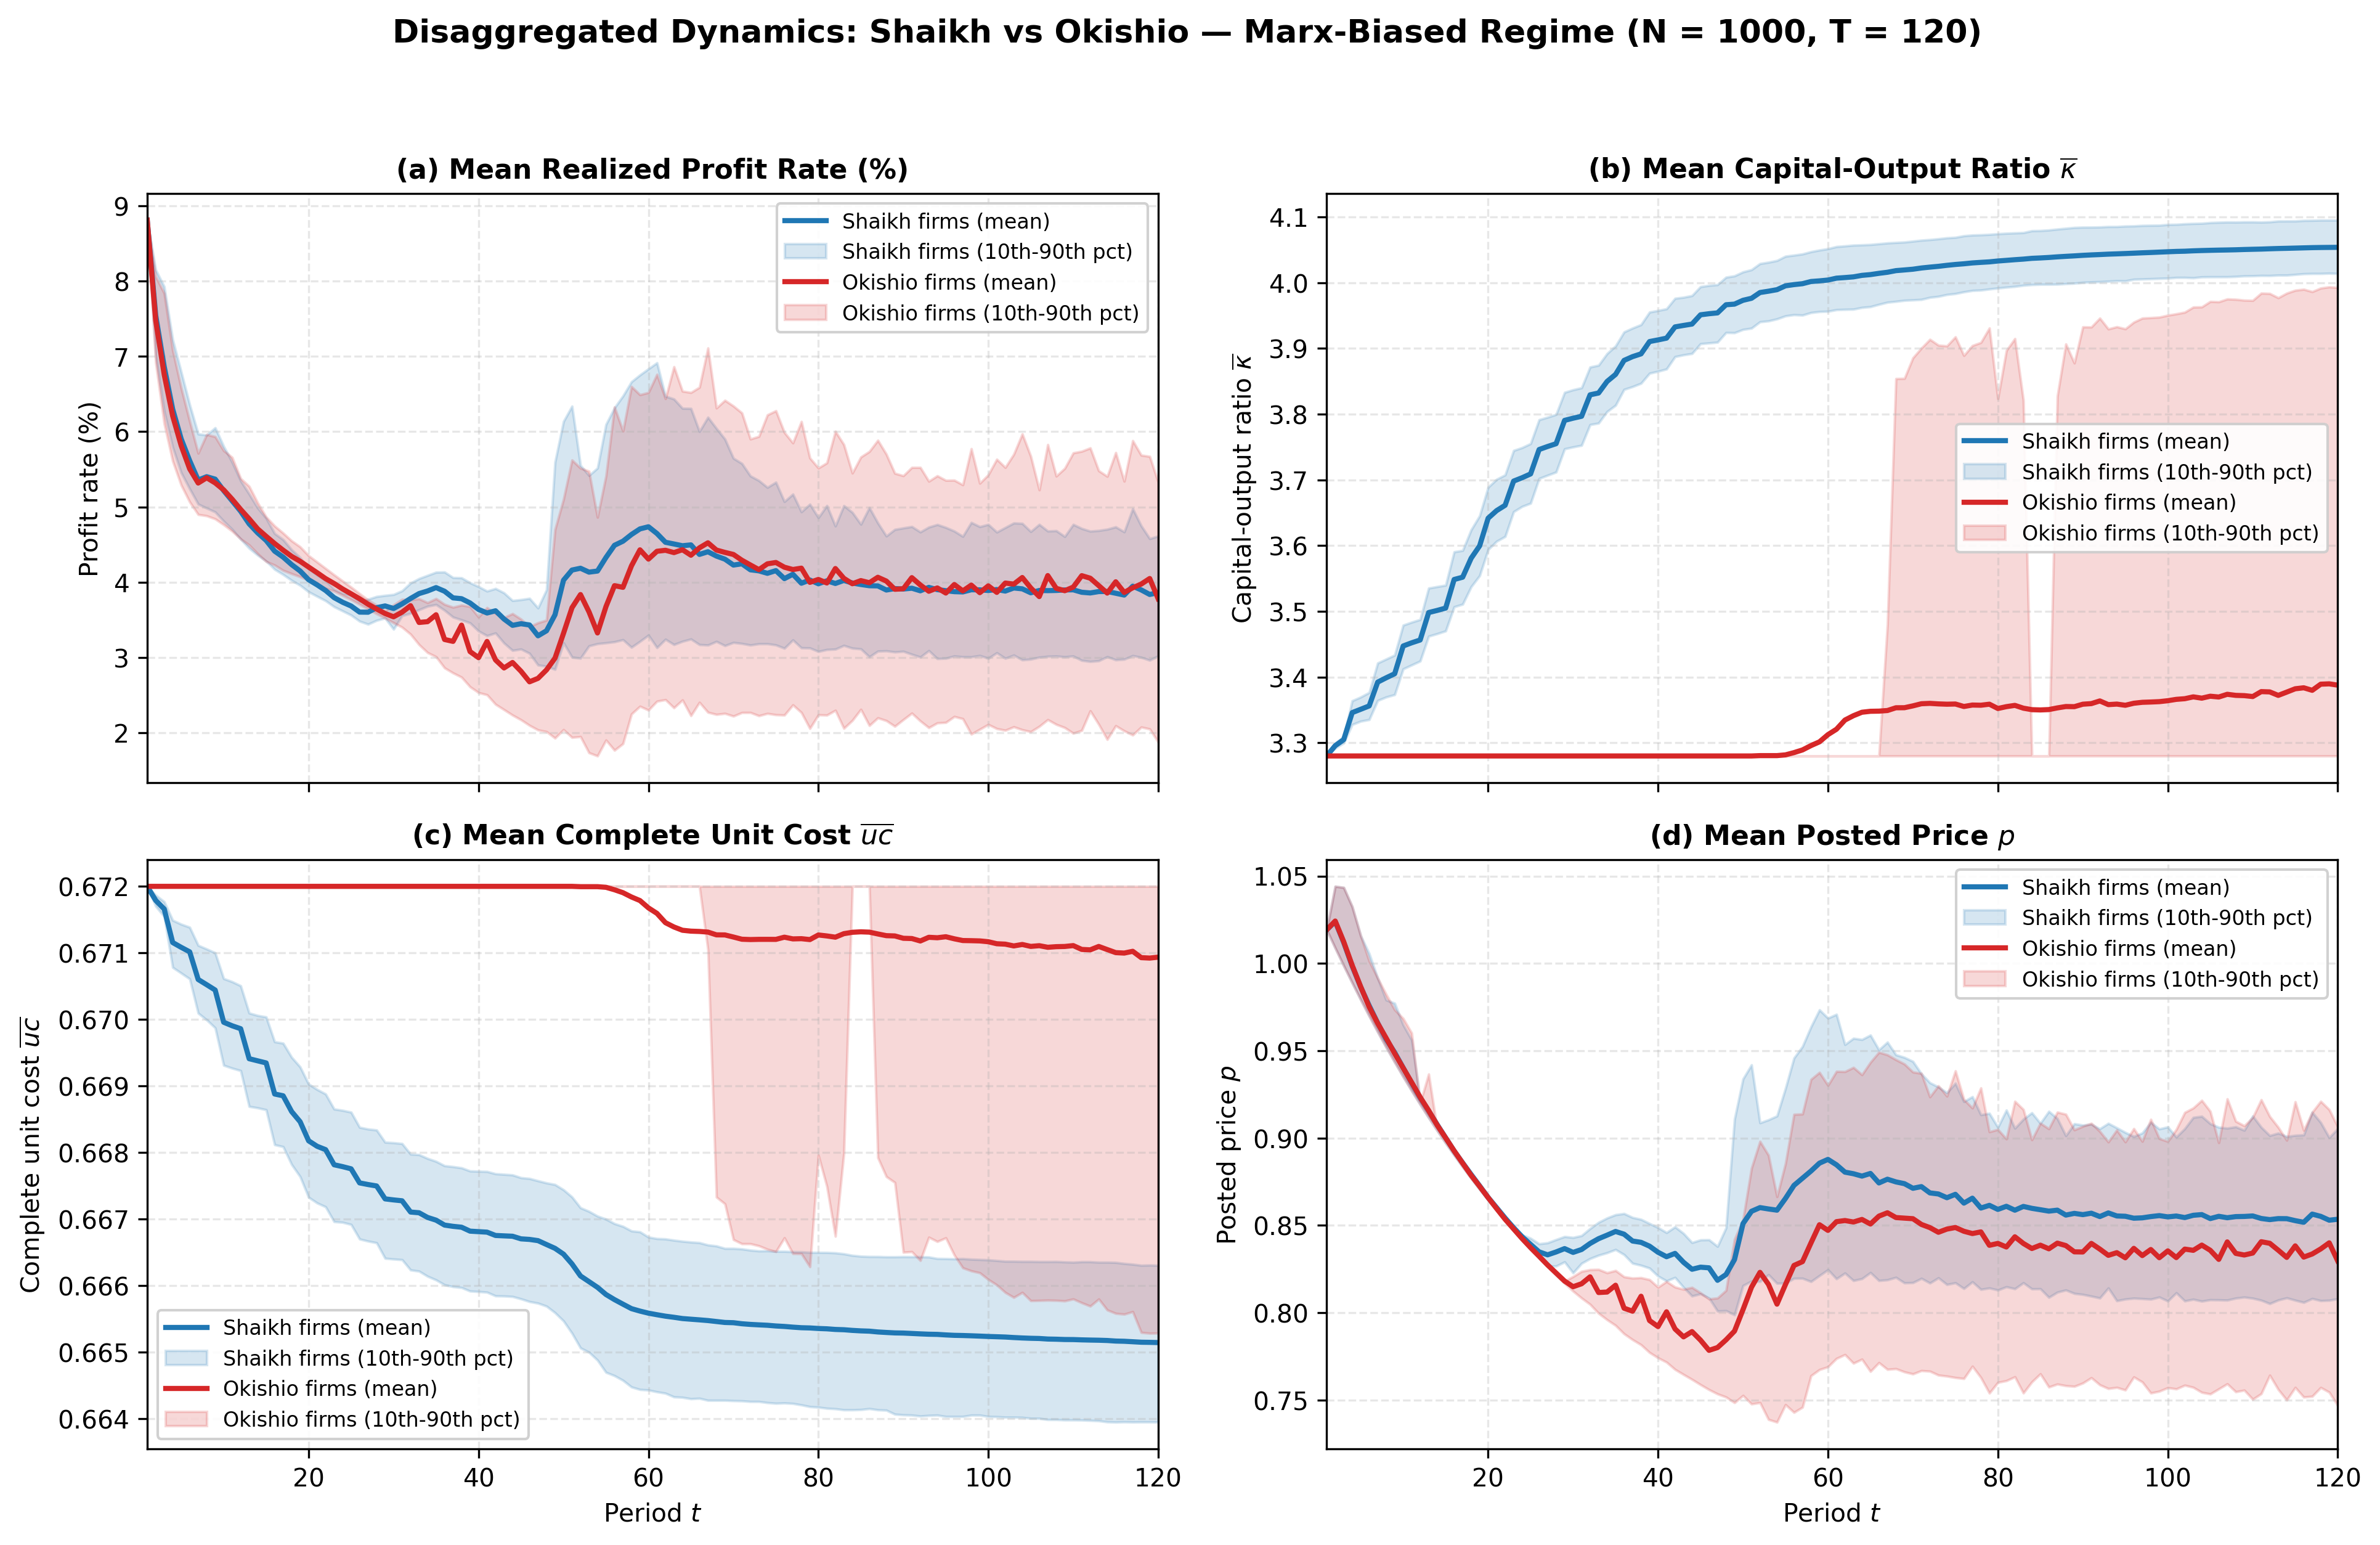 Disaggregated Dynamics: Shaikh vs Okishio — Marx-Biased Regime (N = 1000, T = 120)
(a) Mean Realized Profit Rate (%)
Profit rate (%)
9
8
7
6
5
4
3
2
Shaikh firms (mean)
Shaikh firms (10th-90th pct)
Okishio firms (mean)
Okishio firms (10th-90th pct)
(b) Mean Capital-Output Ratio κ̅
Capital-output ratio κ̅
4.1
4.0
3.9
3.8
3.7
3.6
3.5
3.4
3.3
Shaikh firms (mean)
Shaikh firms (10th-90th pct)
Okishio firms (mean)
Okishio firms (10th-90th pct)
(c) Mean Complete Unit Cost u̅c̅
Complete unit cost u̅c̅
0.672
0.671
0.670
0.669
0.668
0.667
0.666
0.665
0.664
Shaikh firms (mean)
Shaikh firms (10th-90th pct)
Okishio firms (mean)
Okishio firms (10th-90th pct)
20 40 60 80 100 120
Period t
(d) Mean Posted Price p
Posted price p
1.05
1.00
0.95
0.90
0.85
0.80
0.75
Shaikh firms (mean)
Shaikh firms (10th-90th pct)
Okishio firms (mean)
Okishio firms (10th-90th pct)
20 40 60 80 100 120
Period t